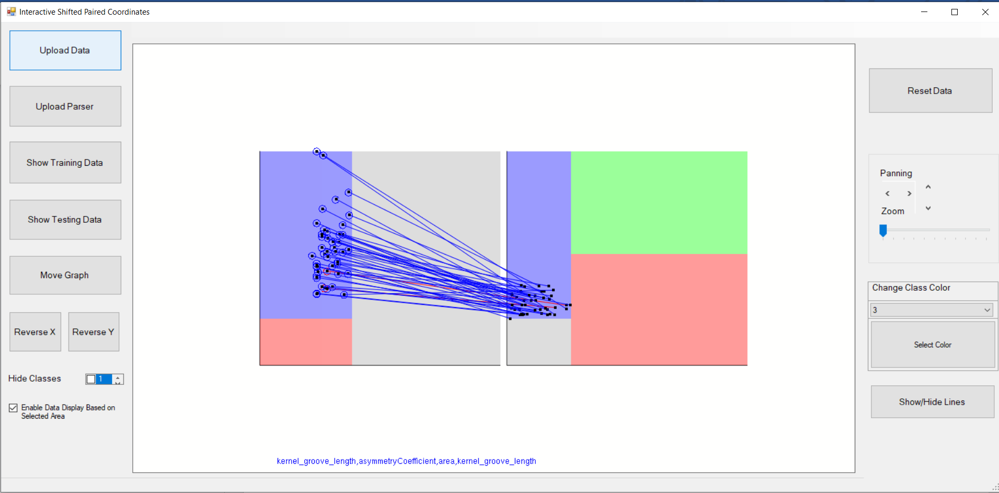 Interactive Shifted Paired Coordinates
Upload Data
Upload Parser
Show Training Data
Show Testing Data
Move Graph
Reverse X
Reverse Y
Hide Classes
1
Enable Data Display Based on
Selected Area
kernel_groove_length,asymmetryCoefficient,area,kernel_groove_length
Reset Data
Panning
Zoom
Change Class Color
3
Select Color
Show/Hide Lines